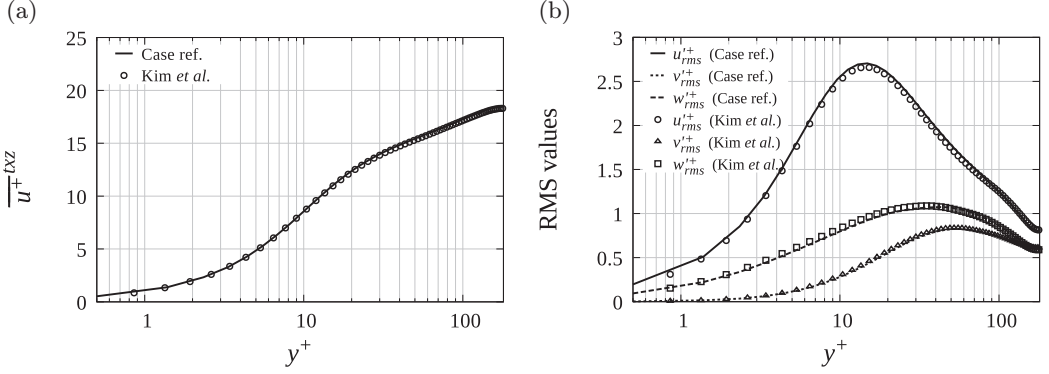 (a)
25
20
15
10
5
0
1
10
100
y+
u+ txz
Case ref.
Kim et al.
(b)
3
2.5
2
1.5
1
0.5
0
1
10
100
y+
RMS values
u'+rms (Case ref.)
v'+rms (Case ref.)
w'+rms (Case ref.)
u'+rms (Kim et al.)
v'+rms (Kim et al.)
w'+rms (Kim et al.)